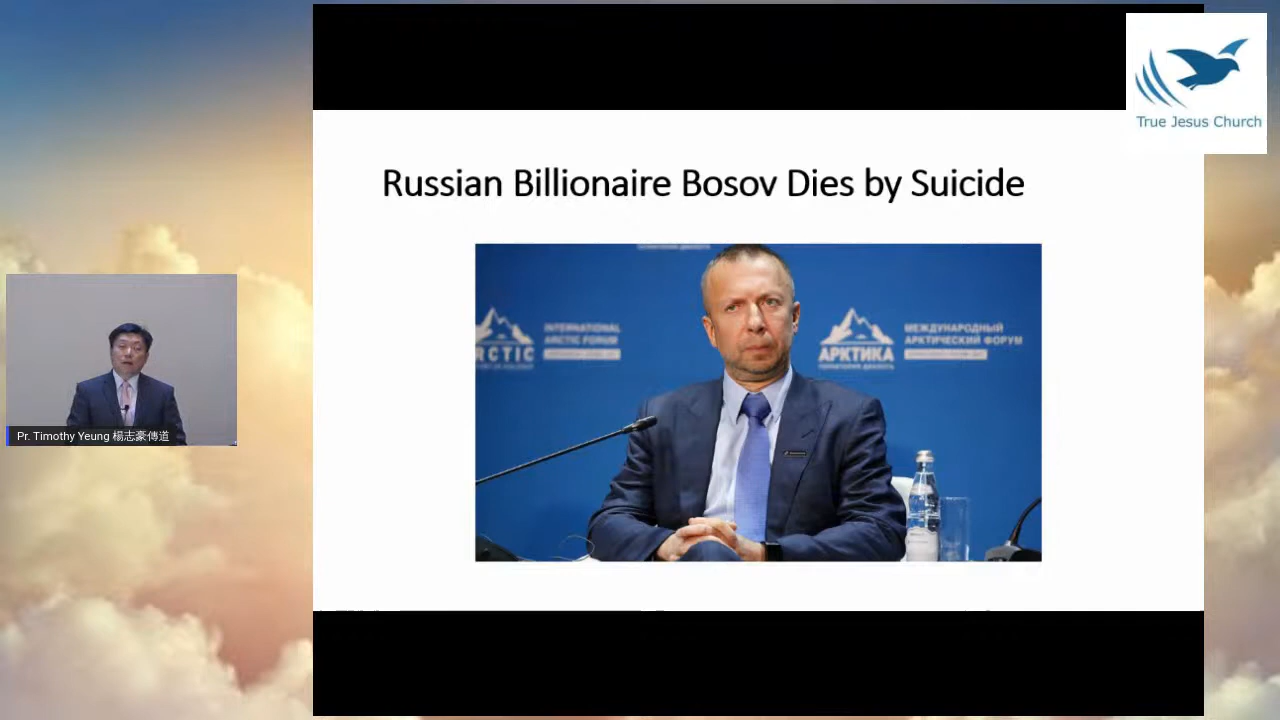 True Jesus Church
Russian Billionaire Bosov Dies by Suicide
ARCTIC
INTERNATIONAL
ARCTIC FORUM
АРКТИКА
МЕЖДУНАРОДНЫЙ
АРКТИЧЕСКИЙ ФОРУМ
Pr. Timothy Yeung 楊志豪傳道